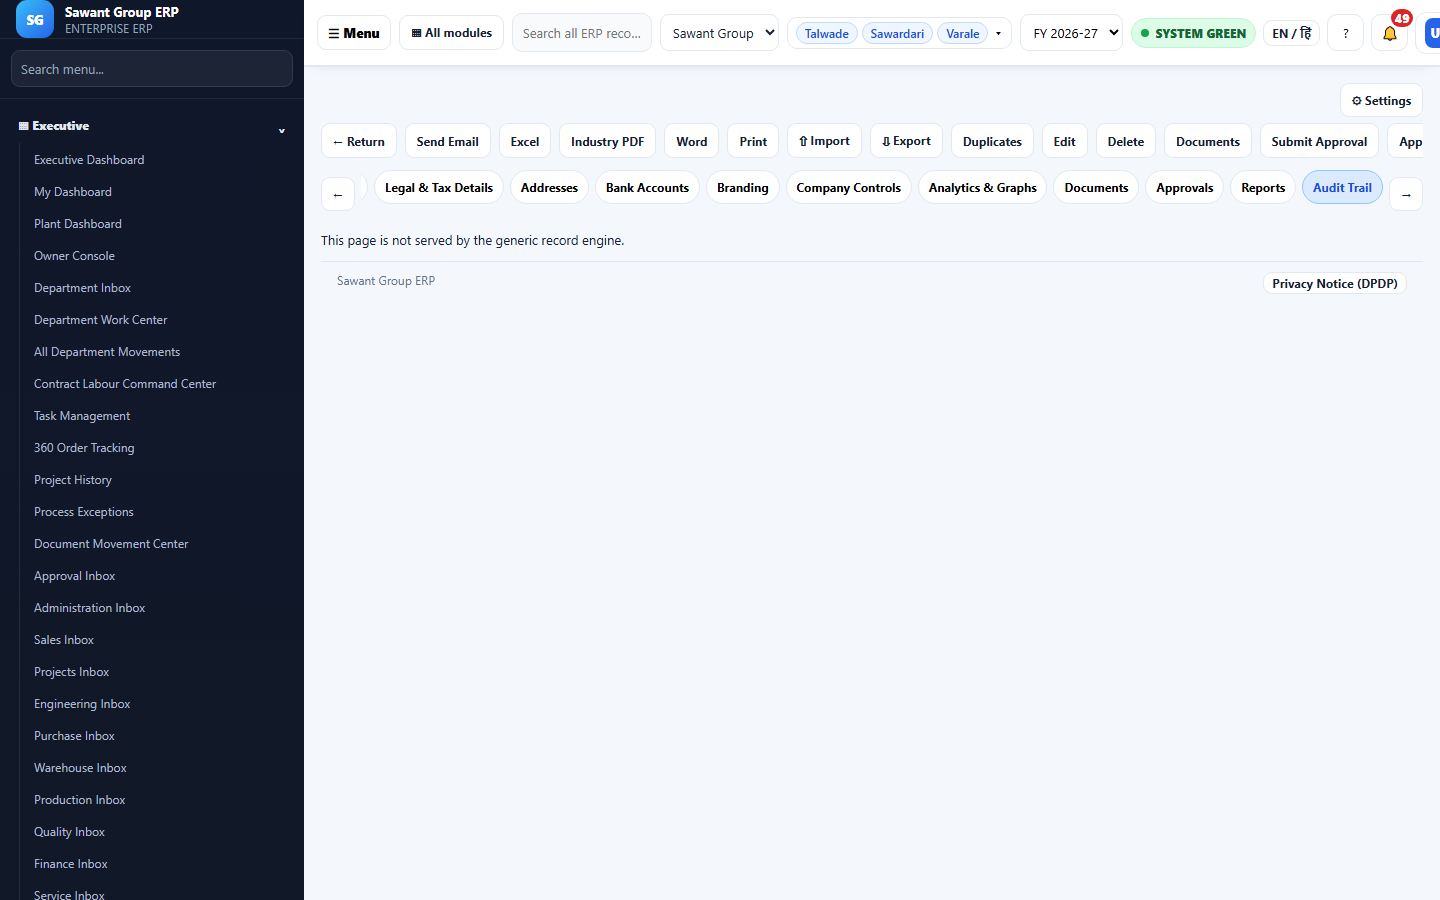 SG
Sawant Group ERP
ENTERPRISE ERP
☰ Menu
▦ All modules
Search all ERP reco...
Sawant Group
Talwade
Sawardari
Varale
FY 2026-27
SYSTEM GREEN
EN / हिं
?
49
U
Search menu...
▦ Executive
Executive Dashboard
My Dashboard
Plant Dashboard
Owner Console
Department Inbox
Department Work Center
All Department Movements
Contract Labour Command Center
Task Management
360 Order Tracking
Project History
Process Exceptions
Document Movement Center
Approval Inbox
Administration Inbox
Sales Inbox
Projects Inbox
Engineering Inbox
Purchase Inbox
Warehouse Inbox
Production Inbox
Quality Inbox
Finance Inbox
Service Inbox
⚙ Settings
← Return
Send Email
Excel
Industry PDF
Word
Print
⇧ Import
⇩ Export
Duplicates
Edit
Delete
Documents
Submit Approval
App
←
Legal & Tax Details
Addresses
Bank Accounts
Branding
Company Controls
Analytics & Graphs
Documents
Approvals
Reports
Audit Trail
→
This page is not served by the generic record engine.
Sawant Group ERP
Privacy Notice (DPDP)